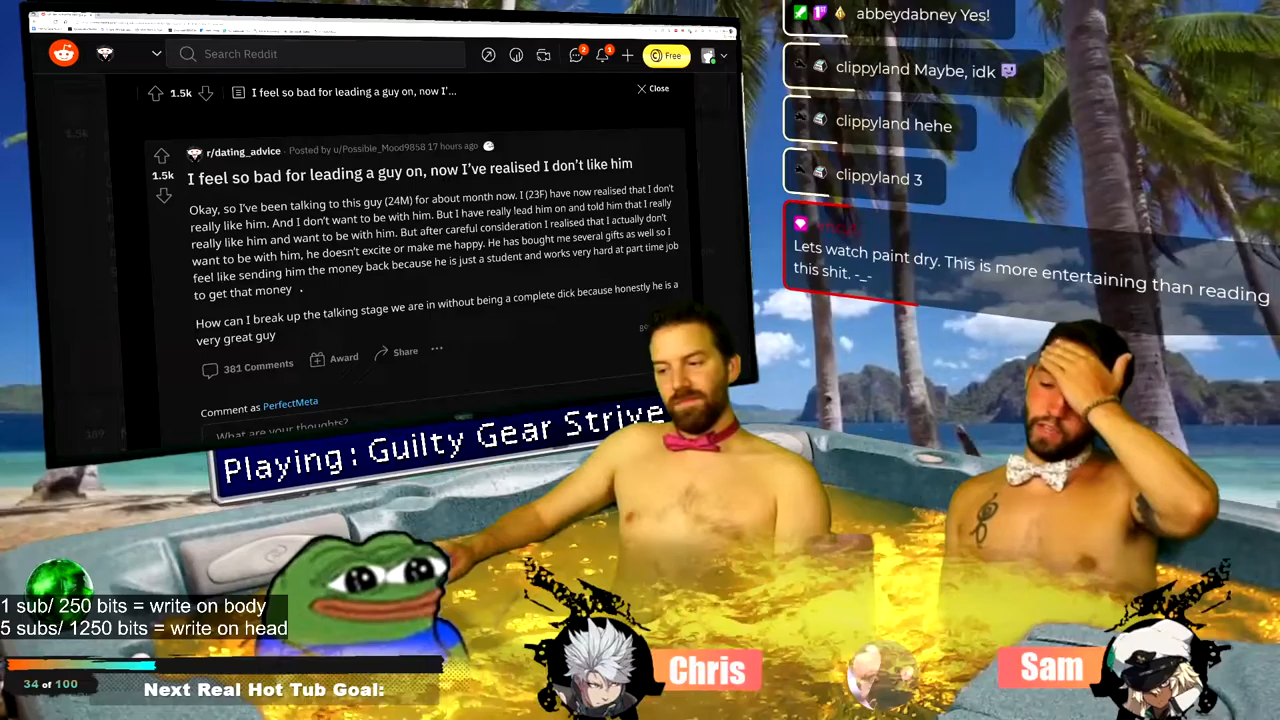 Search Reddit
2
1
Free
1.5k
I feel so bad for leading a guy on, now I'...
Close
r/dating_advice · Posted by u/Possible_Mood9858 17 hours ago
1.5k
I feel so bad for leading a guy on, now I've realised I don't like him
Okay, so I've been talking to this guy (24M) for about month now. I (23F) have now realised that I don't
really like him. And I don't want to be with him. But I have really lead him on and told him that I really
really like him and want to be with him. But after careful consideration I realised that I actually don't
want to be with him, he doesn't excite or make me happy. He has bought me several gifts as well so I
feel like sending him the money back because he is just a student and works very hard at part time job
to get that money .
How can I break up the talking stage we are in without being a complete dick because honestly he is a
very great guy
381 Comments
Award
Share
Comment as PerfectMeta
What are your thoughts?
Playing: Guilty Gear Strive
abbeydabney Yes!
clippyland Maybe, idk
clippyland hehe
clippyland 3
Lets watch paint dry. This is more entertaining than reading
this shit. -_-
1 sub/ 250 bits = write on body
5 subs/ 1250 bits = write on head
34 of 100
Next Real Hot Tub Goal:
Chris
Sam